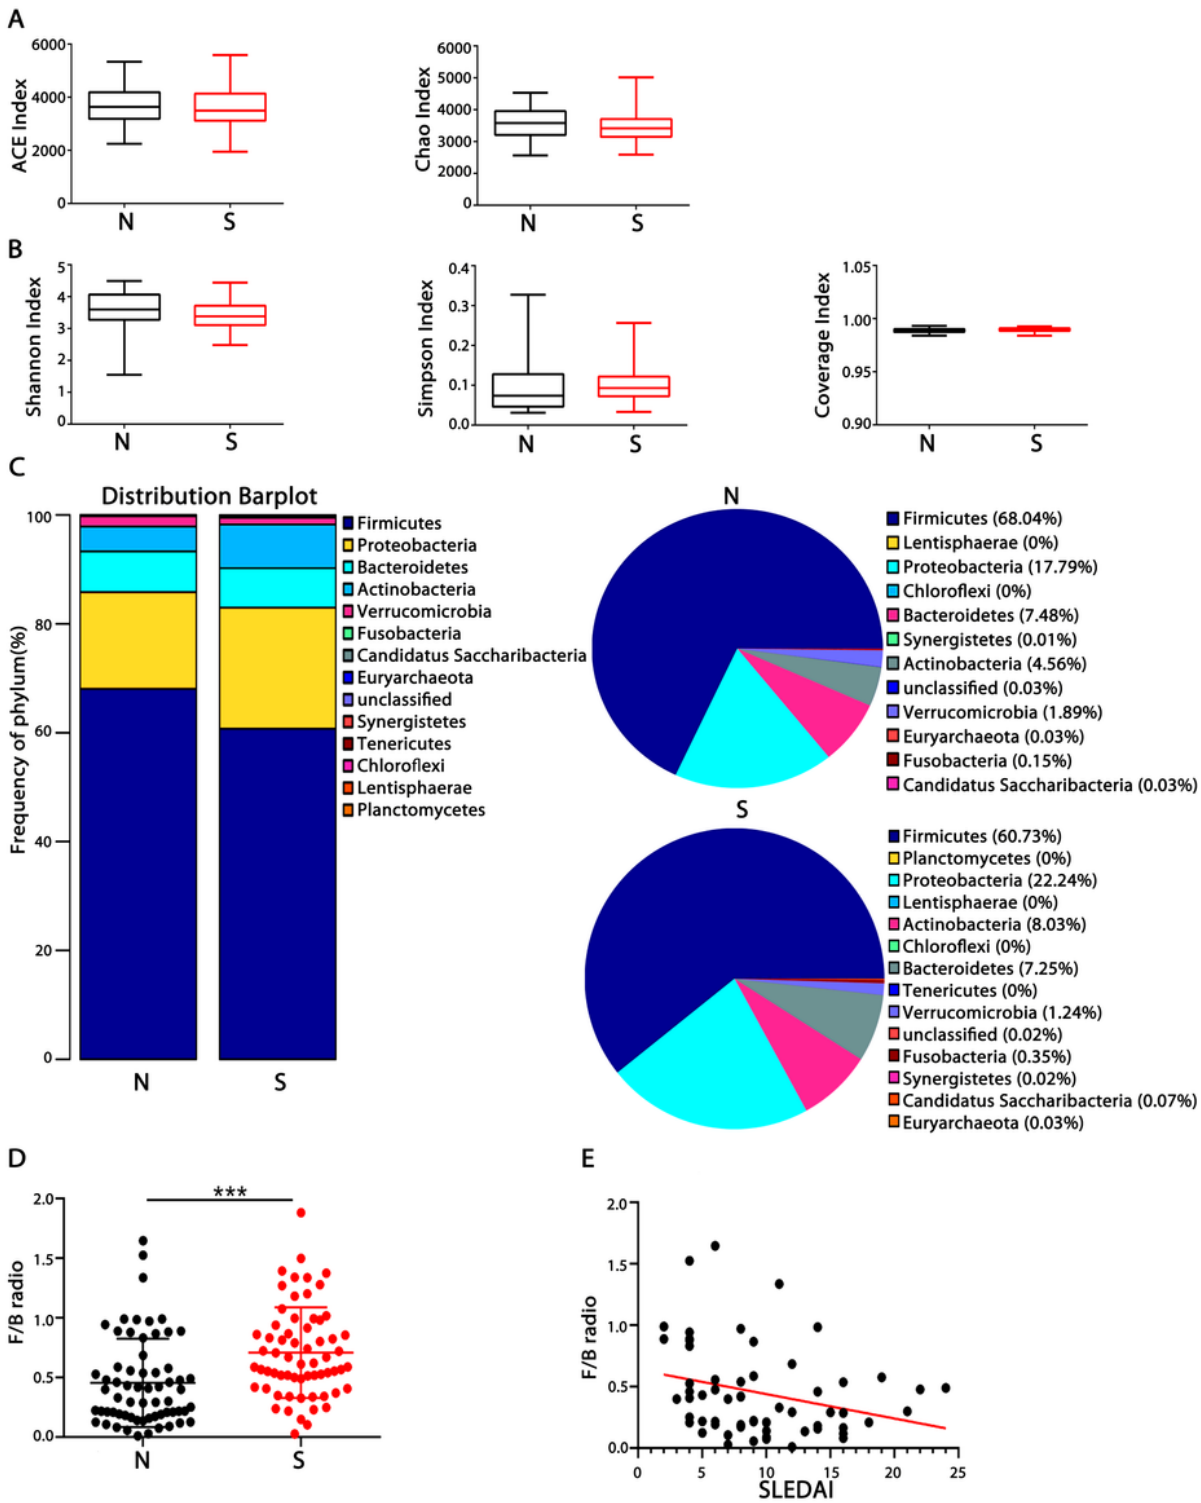 A
ACE Index
6000
4000
2000
0
N
S
Chao Index
6000
5000
4000
3000
2000
1000
0
N
S
B
Shannon Index
5
4
3
2
1
0
N
S
Simpson Index
0.4
0.3
0.2
0.1
0.0
N
S
Coverage Index
1.05
1.00
0.95
0.90
N
S
C
Distribution Barplot
Frequency of phylum(%)
100
80
60
40
20
0
N
S
Firmicutes
Proteobacteria
Bacteroidetes
Actinobacteria
Verrucomicrobia
Fusobacteria
Candidatus Saccharibacteria
Euryarchaeota
unclassified
Synergistetes
Tenericutes
Chloroflexi
Lentisphaerae
Planctomycetes
N
Firmicutes (68.04%)
Lentisphaerae (0%)
Proteobacteria (17.79%)
Chloroflexi (0%)
Bacteroidetes (7.48%)
Synergistetes (0.01%)
Actinobacteria (4.56%)
unclassified (0.03%)
Verrucomicrobia (1.89%)
Euryarchaeota (0.03%)
Fusobacteria (0.15%)
Candidatus Saccharibacteria (0.03%)
S
Firmicutes (60.73%)
Planctomycetes (0%)
Proteobacteria (22.24%)
Lentisphaerae (0%)
Actinobacteria (8.03%)
Chloroflexi (0%)
Bacteroidetes (7.25%)
Tenericutes (0%)
Verrucomicrobia (1.24%)
unclassified (0.02%)
Fusobacteria (0.35%)
Synergistetes (0.02%)
Candidatus Saccharibacteria (0.07%)
Euryarchaeota (0.03%)
D
F/B radio
2.0
1.5
1.0
0.5
0.0
***
N
S
E
F/B radio
2.0
1.5
1.0
0.5
0.0
0
5
10
15
20
25
SLEDAI